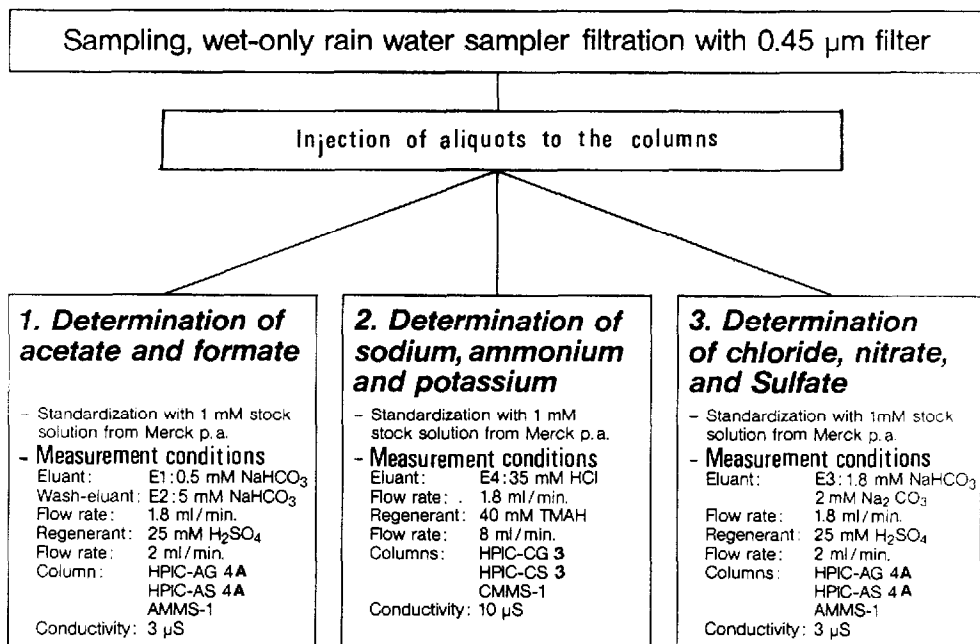 Sampling, wet-only rain water sampler filtration with 0.45 µm filter
Injection of aliquots to the columns
1. Determination of
acetate and formate
- Standardization with 1 mM stock
solution from Merck p.a.
- Measurement conditions
Eluant: E1:0.5 mM NaHCO₃
Wash-eluant: E2:5 mM NaHCO₃
Flow rate: 1.8 ml/min.
Regenerant: 25 mM H₂SO₄
Flow rate: 2 ml/min.
Column: HPIC-AG 4A
HPIC-AS 4A
AMMS-1
Conductivity: 3 µS
2. Determination of
sodium, ammonium
and potassium
- Standardization with 1 mM
stock solution from Merck p.a.
- Measurement conditions
Eluant: E4:35 mM HCl
Flow rate: . 1.8 ml/min.
Regenerant: 40 mM TMAH
Flow rate: 8 ml/min.
Columns: HPIC-CG 3
HPIC-CS 3
CMMS-1
Conductivity: 10 µS
3. Determination
of chloride, nitrate,
and Sulfate
- Standardization with 1mM stock
solution from Merck p.a.
- Measurement conditions
Eluant: E3:1.8 mM NaHCO₃
2 mM Na₂ CO₃
Flow rate: 1.8 ml/min.
Regenerant: 25 mM H₂SO₄
Flow rate: 2 ml/min.
Columns: HPIC-AG 4A
HPIC-AS 4A
AMMS-1
Conductivity: 3 µS